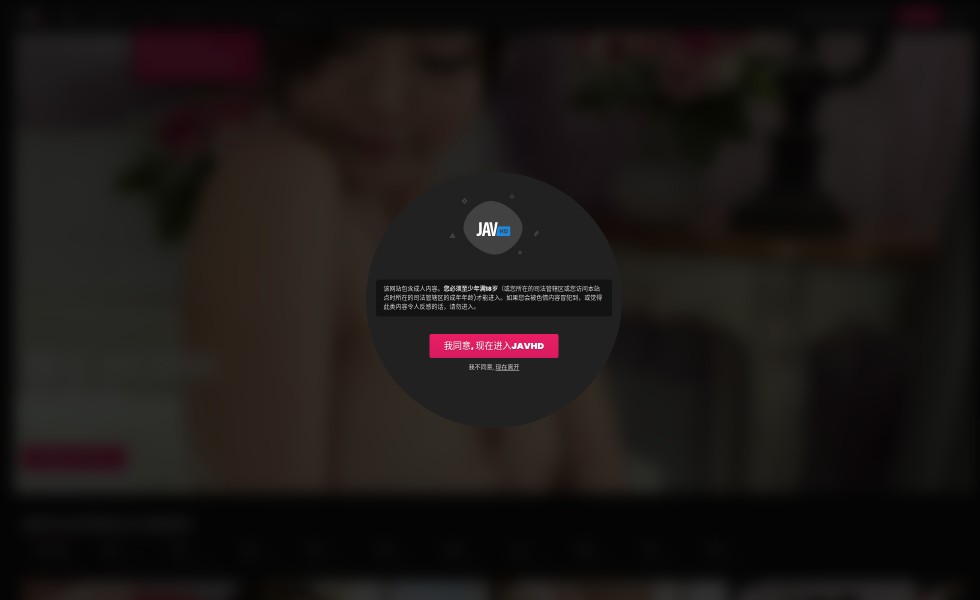 JAV HD
该网站包含成人内容。您必须至少年满18岁（或您所在的司法管辖区或您访问本站
点时所在的司法管辖区的成年年龄)才能进入。如果您会被色情内容冒犯到，或觉得
此类内容令人反感的话，请勿进入。
我同意, 现在进入JAVHD
我不同意, 现在离开